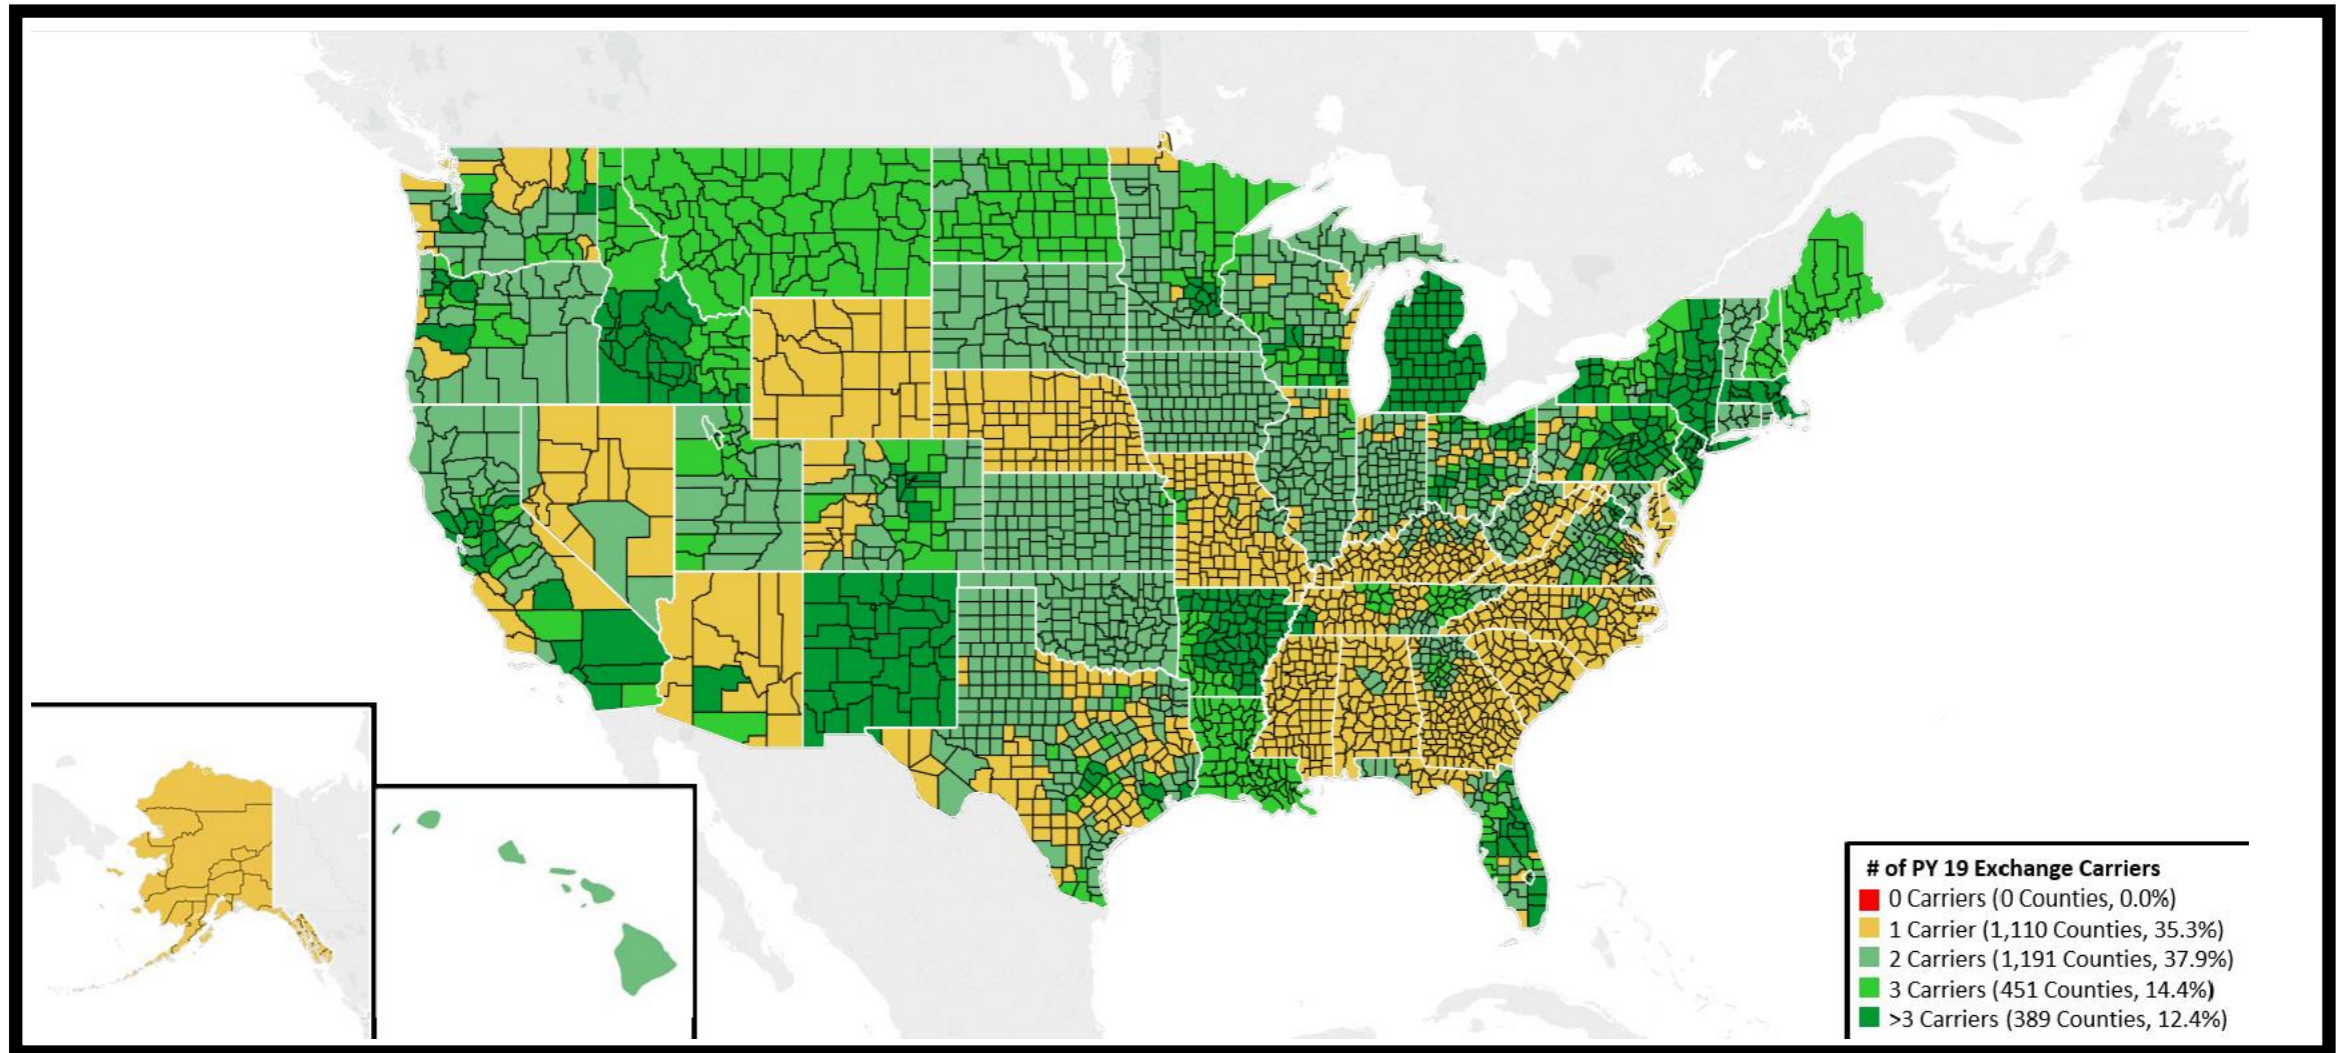 # of PY 19 Exchange Carriers
0 Carriers (0 Counties, 0.0%)
1 Carrier (1,110 Counties, 35.3%)
2 Carriers (1,191 Counties, 37.9%)
3 Carriers (451 Counties, 14.4%)
>3 Carriers (389 Counties, 12.4%)